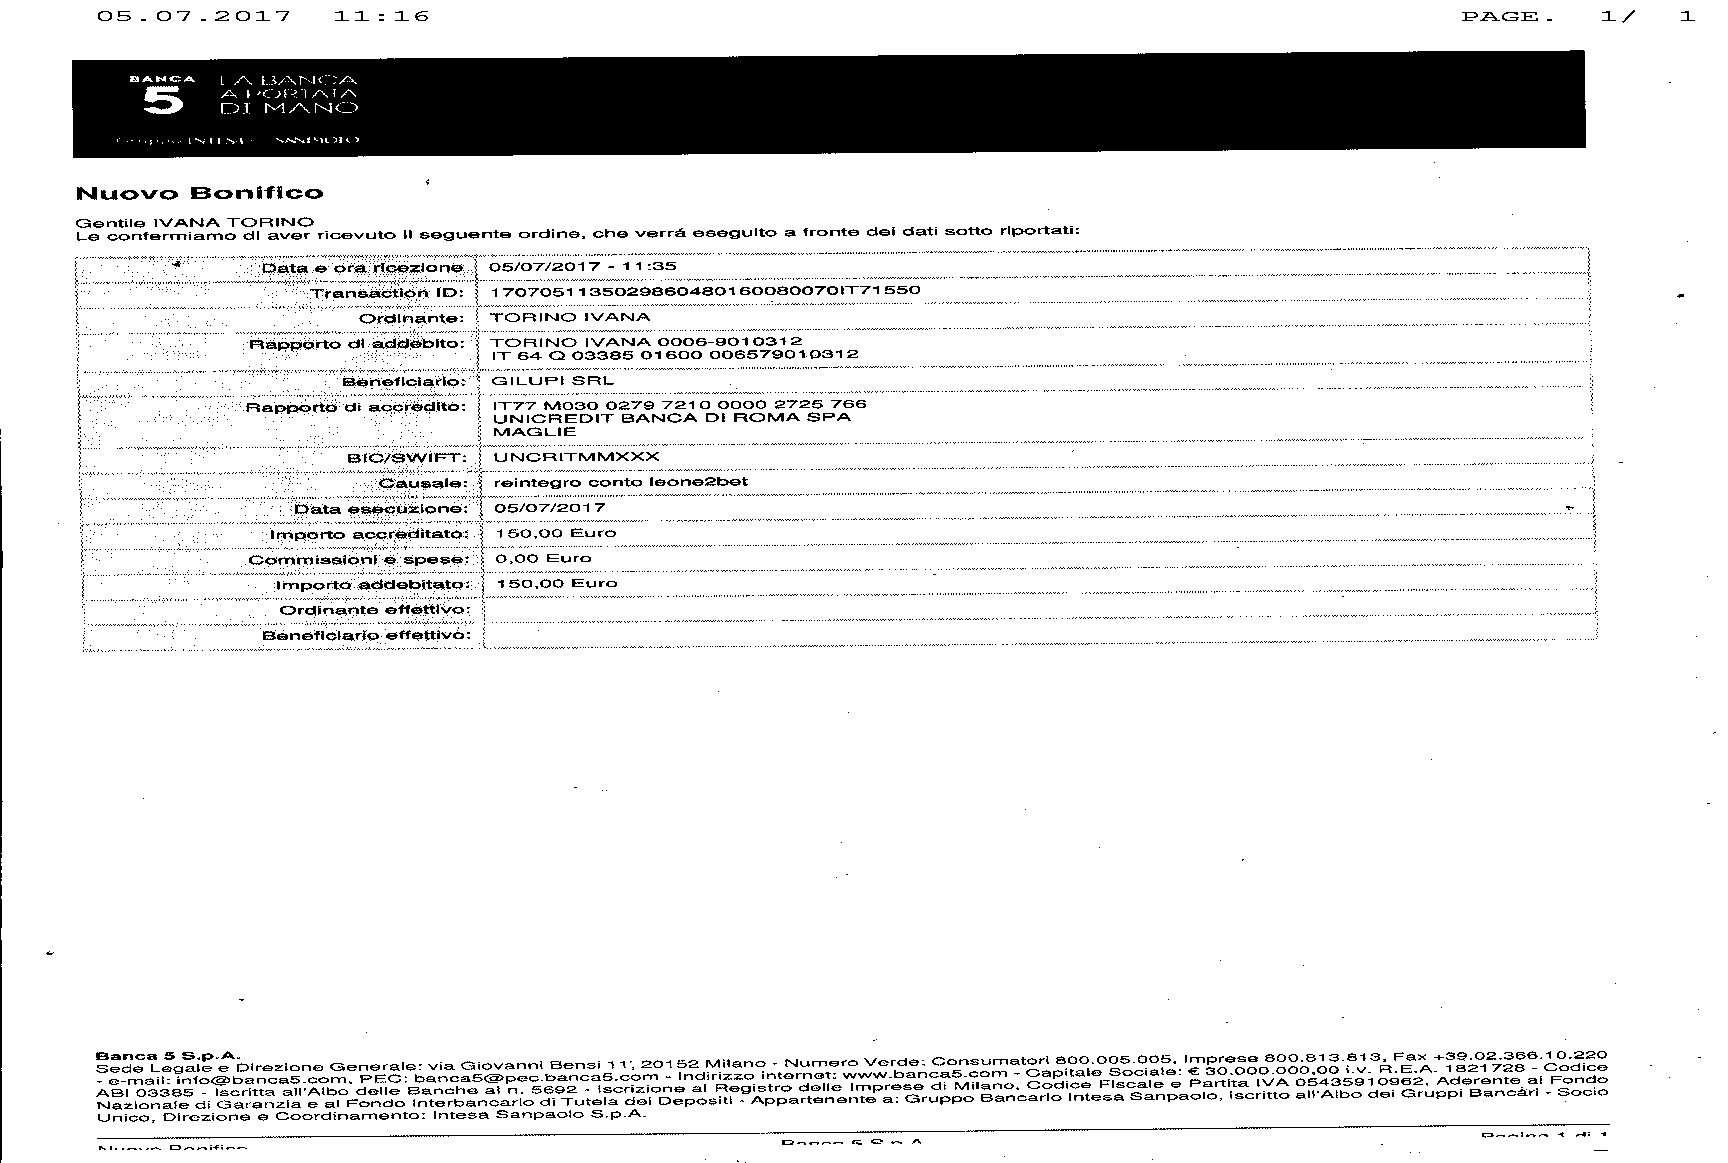 05.07.2017 11:16 PAGE. 1/ 1
BANCA 5
LA BANCA
A PORTATA
DI MANO
INTESA SANPAOLO
Nuovo Bonifico
Gentile IVANA TORINO
Le confermiamo di aver ricevuto il seguente ordine, che verrá eseguito a fronte dei dati sotto riportati:
Data e ora ricezione 05/07/2017 - 11:35
Transaction ID: 1707051135029860480160080070IT71550
Ordinante: TORINO IVANA
Rapporto di addebito: TORINO IVANA 0006-9010312
IT 64 Q 03385 01600 006579010312
Beneficiario: GILUPI SRL
Rapporto di accredito: IT77 M030 0279 7210 0000 2725 766
UNICREDIT BANCA DI ROMA SPA
MAGLIE
BIC/SWIFT: UNCRITMMXXX
Causale: reintegro conto leone2bet
Data esecuzione: 05/07/2017
Importo accreditato: 150,00 Euro
Commissioni e spese: 0,00 Euro
Importo addebitato: 150,00 Euro
Ordinante effettivo:
Beneficiario effettivo:
Banca 5 S.p.A.
Sede Legale e Direzione Generale: via Giovanni Bensi 11, 20152 Milano - Numero Verde: Consumatori 800.005.005, Imprese 800.813.813, Fax +39.02.366.10.220
- e-mail: info@banca5.com, PEC: banca5@pec.banca5.com - Indirizzo internet: www.banca5.com - Capitale Sociale: € 30.000.000,00 i.v. R.E.A. 1821728 - Codice
ABI 03385 - Iscritta all'Albo delle Banche al n. 5692 - Iscrizione al Registro delle Imprese di Milano, Codice Fiscale e Partita IVA 05435910962, Aderente al Fondo
Nazionale di Garanzia e al Fondo Interbancario di Tutela dei Depositi - Appartenente a: Gruppo Bancario Intesa Sanpaolo, iscritto all'Albo dei Gruppi Bancari - Socio
Unico, Direzione e Coordinamento: Intesa Sanpaolo S.p.A.
Nuovo Bonifico Banca 5 S.p.A. Pagina 1 di 1